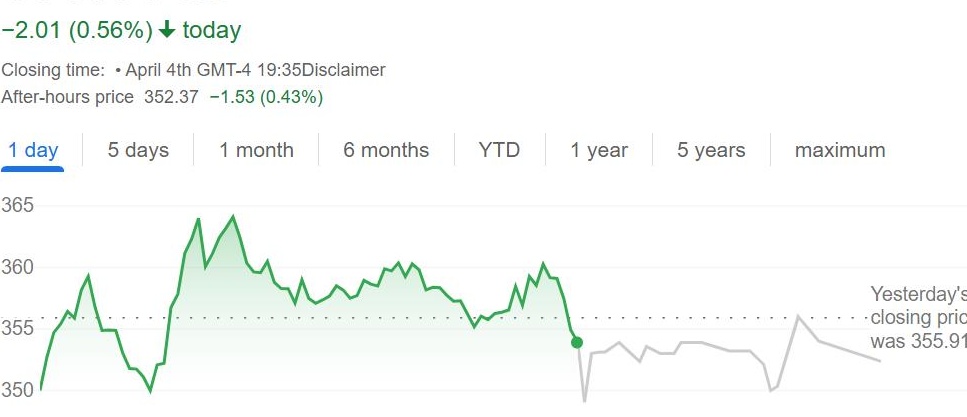 −2.01 (0.56%) ↓ today
Closing time: • April 4th GMT-4 19:35Disclaimer
After-hours price 352.37 −1.53 (0.43%)
1 day 5 days 1 month 6 months YTD 1 year 5 years maximum
365
360
355
350
Yesterday's
closing pric
was 355.91